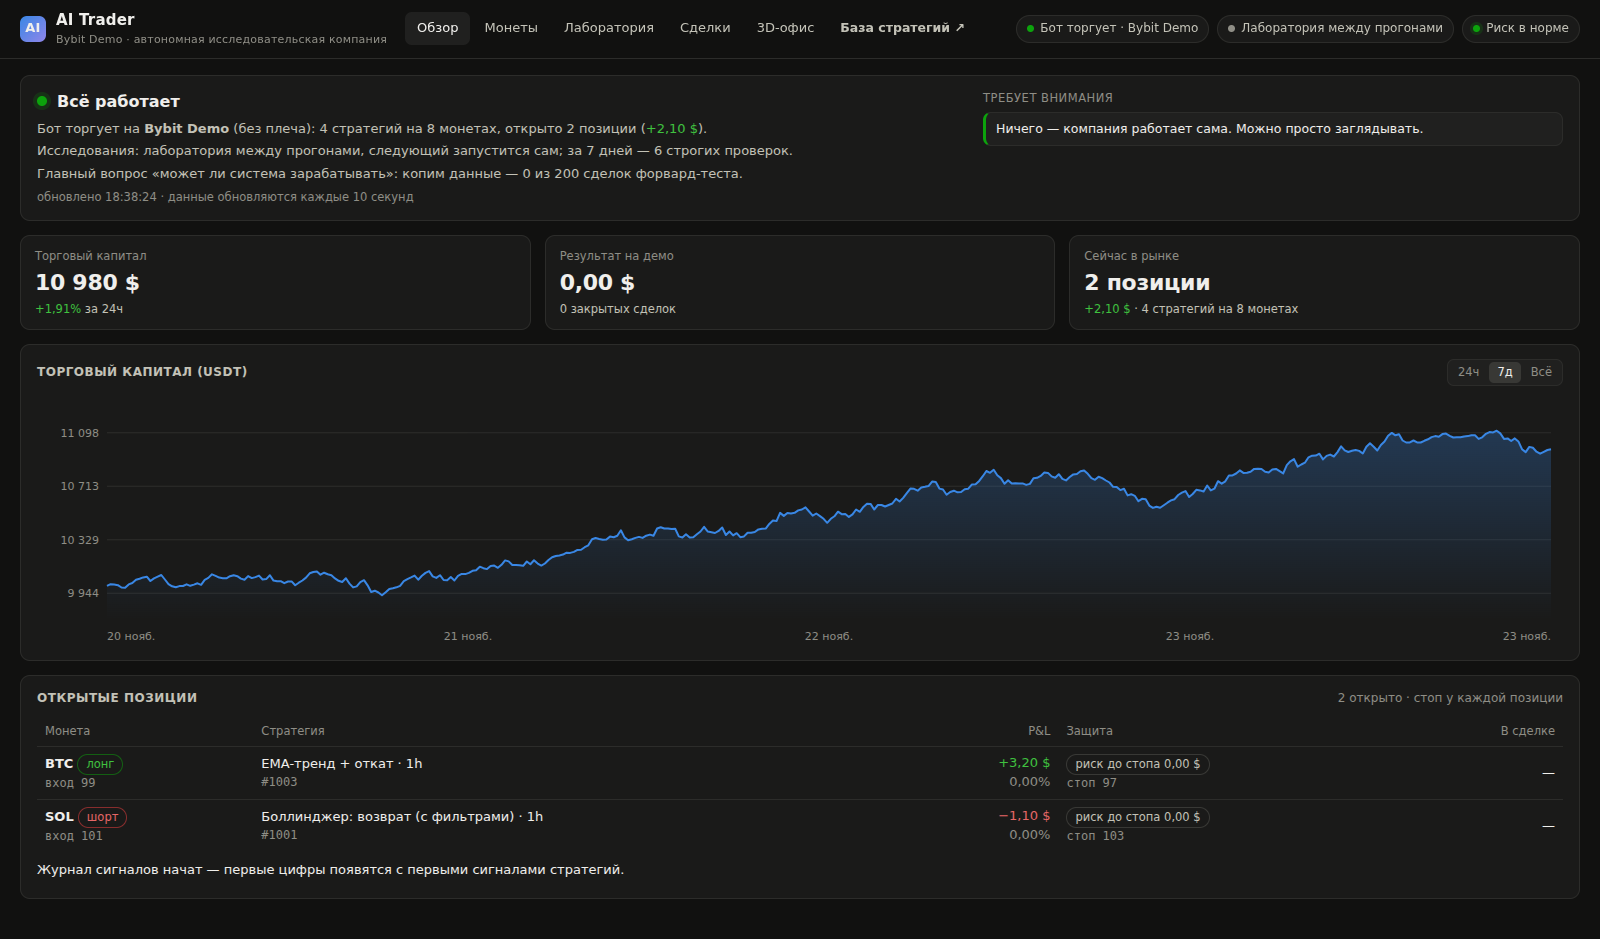 AI
AI Trader
Bybit Demo · автономная исследовательская компания
Обзор
Монеты
Лаборатория
Сделки
3D-офис
База стратегий ↗
Бот торгует · Bybit Demo
Лаборатория между прогонами
Риск в норме
Всё работает
Бот торгует на Bybit Demo (без плеча): 4 стратегий на 8 монетах, открыто 2 позиции (+2,10 $).
Исследования: лаборатория между прогонами, следующий запустится сам; за 7 дней — 6 строгих проверок.
Главный вопрос «может ли система зарабатывать»: копим данные — 0 из 200 сделок форвард-теста.
обновлено 18:38:24 · данные обновляются каждые 10 секунд
ТРЕБУЕТ ВНИМАНИЯ
Ничего — компания работает сама. Можно просто заглядывать.
Торговый капитал
10 980 $
+1,91% за 24ч
Результат на демо
0,00 $
0 закрытых сделок
Сейчас в рынке
2 позиции
+2,10 $ · 4 стратегий на 8 монетах
ТОРГОВЫЙ КАПИТАЛ (USDT)
24ч
7д
Всё
11 098
10 713
10 329
9 944
20 нояб.
21 нояб.
22 нояб.
23 нояб.
23 нояб.
ОТКРЫТЫЕ ПОЗИЦИИ
2 открыто · стоп у каждой позиции
Монета
Стратегия
P&L
Защита
В сделке
BTC лонг
вход 99
EMA-тренд + откат · 1h
#1003
+3,20 $
0,00%
риск до стопа 0,00 $
стоп 97
—
SOL шорт
вход 101
Боллинджер: возврат (с фильтрами) · 1h
#1001
−1,10 $
0,00%
риск до стопа 0,00 $
стоп 103
—
Журнал сигналов начат — первые цифры появятся с первыми сигналами стратегий.